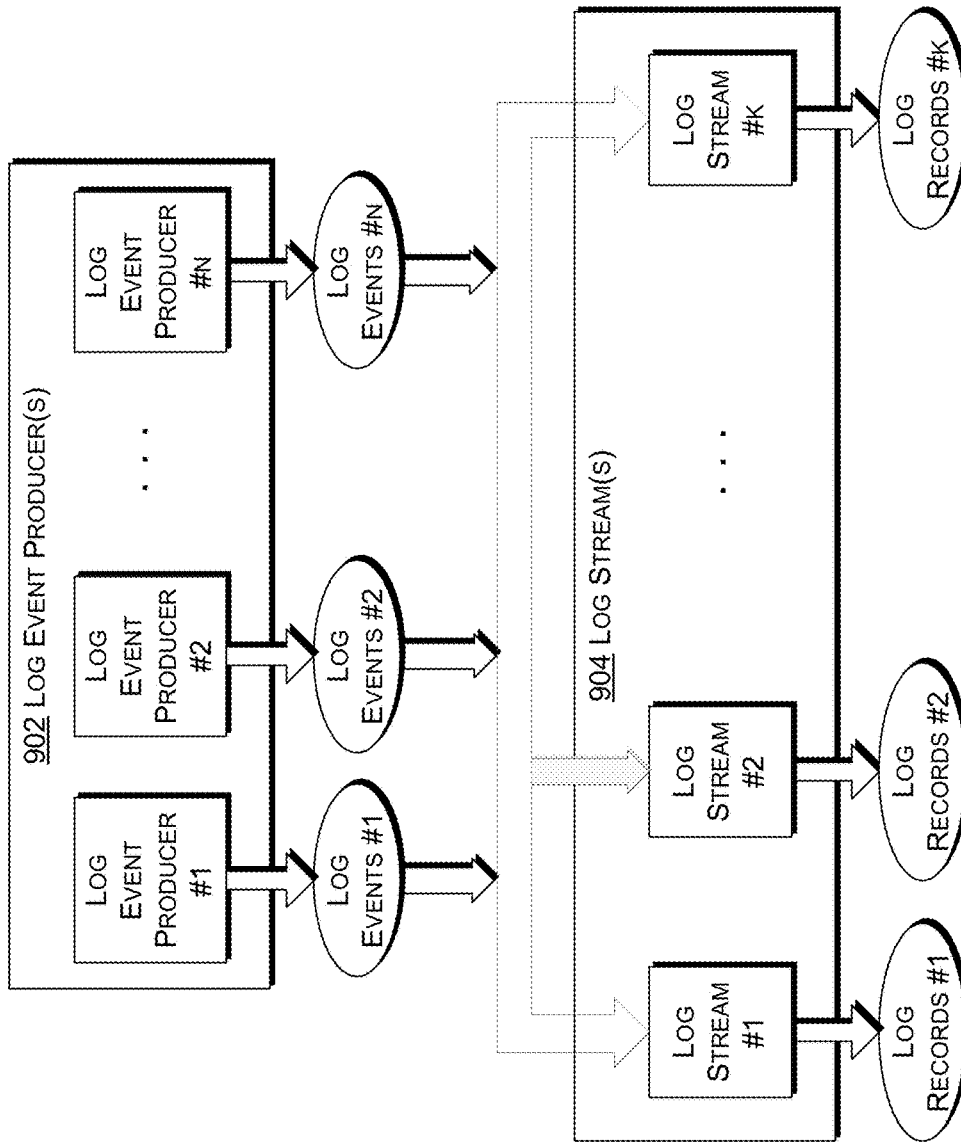 902 LOG EVENT PRODUCER(S)
LOG
EVENT
PRODUCER
#1
LOG
EVENT
PRODUCER
#2
. . .
LOG
EVENT
PRODUCER
#N
LOG
EVENTS #1
LOG
EVENTS #2
LOG
EVENTS #N
904 LOG STREAM(S)
LOG
STREAM
#1
LOG
STREAM
#2
. . .
LOG
STREAM
#K
LOG
RECORDS #1
LOG
RECORDS #2
LOG
RECORDS #K